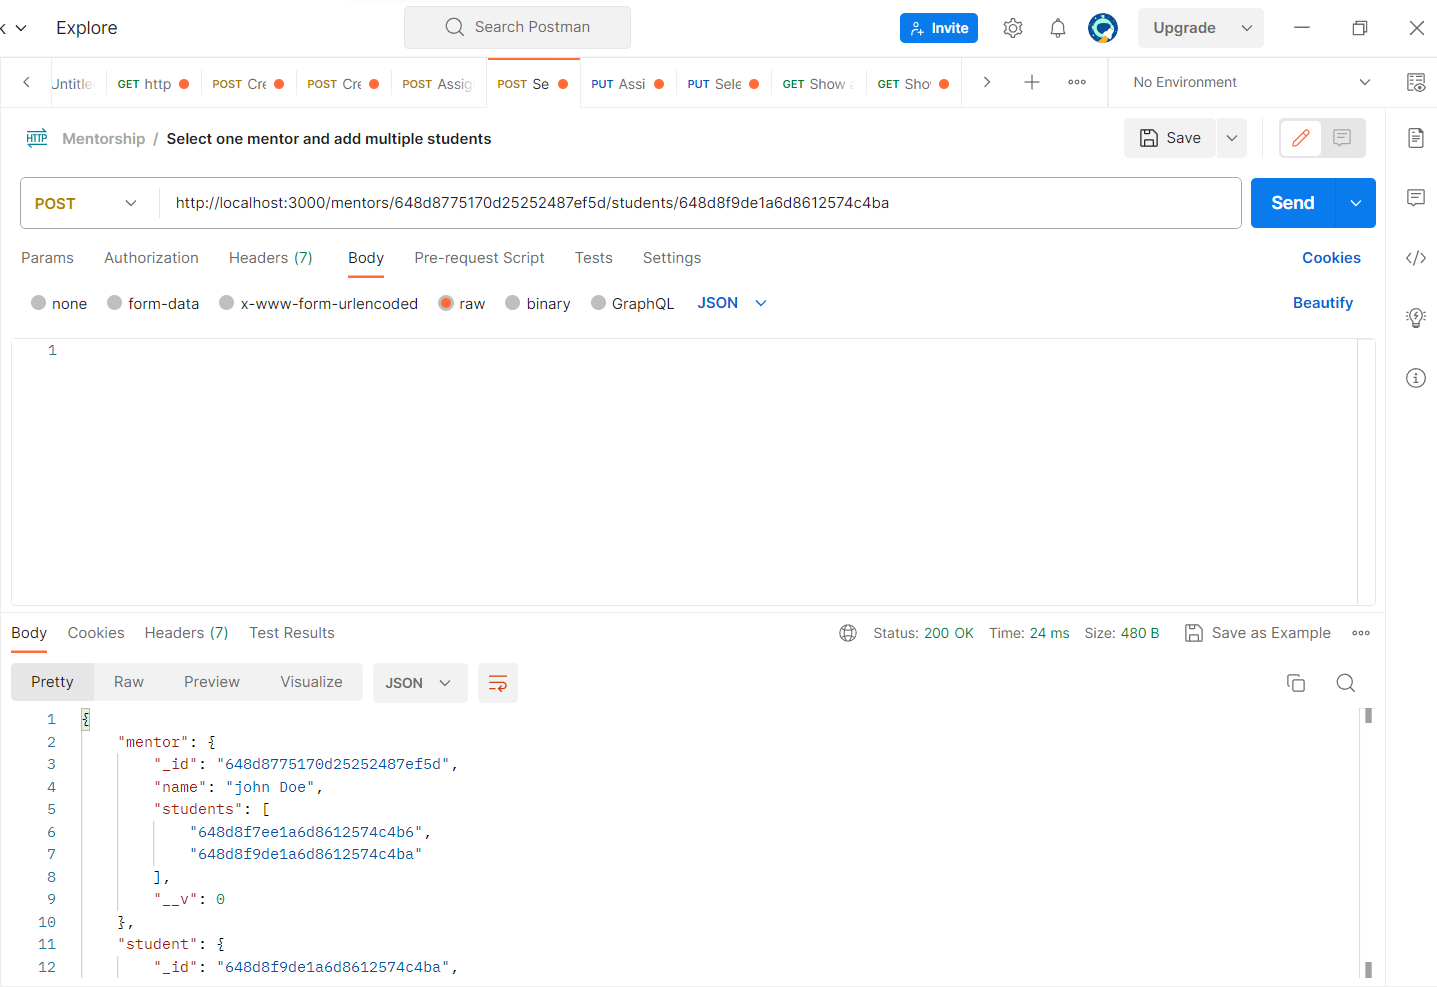 k Explore Search Postman Invite Upgrade
Untitle GET http POST Cre POST Cre POST Assig POST Se PUT Assi PUT Sele GET Show a GET Sho No Environment
HTTP Mentorship / Select one mentor and add multiple students Save
POST http://localhost:3000/mentors/648d8775170d25252487ef5d/students/648d8f9de1a6d8612574c4ba Send
Params Authorization Headers (7) Body Pre-request Script Tests Settings Cookies
none form-data x-www-form-urlencoded raw binary GraphQL JSON Beautify
1
Body Cookies Headers (7) Test Results Status: 200 OK Time: 24 ms Size: 480 B Save as Example
Pretty Raw Preview Visualize JSON
1 {
2 "mentor": {
3 "_id": "648d8775170d25252487ef5d",
4 "name": "john Doe",
5 "students": [
6 "648d8f7ee1a6d8612574c4b6",
7 "648d8f9de1a6d8612574c4ba"
8 ],
9 "__v": 0
10 },
11 "student": {
12 "_id": "648d8f9de1a6d8612574c4ba",